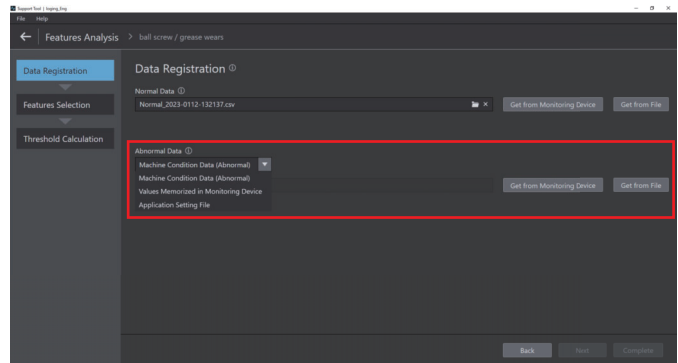 Support Tool | loging_Eng
File Help
Features Analysis > ball screw / grease wears
Data Registration
Features Selection
Threshold Calculation
Data Registration
Normal Data
Normal_2023-0112-132137.csv
Get from Monitoring Device
Get from File
Abnormal Data
Machine Condition Data (Abnormal)
Machine Condition Data (Abnormal)
Values Memorized in Monitoring Device
Application Setting File
Get from Monitoring Device
Get from File
Back
Next
Complete